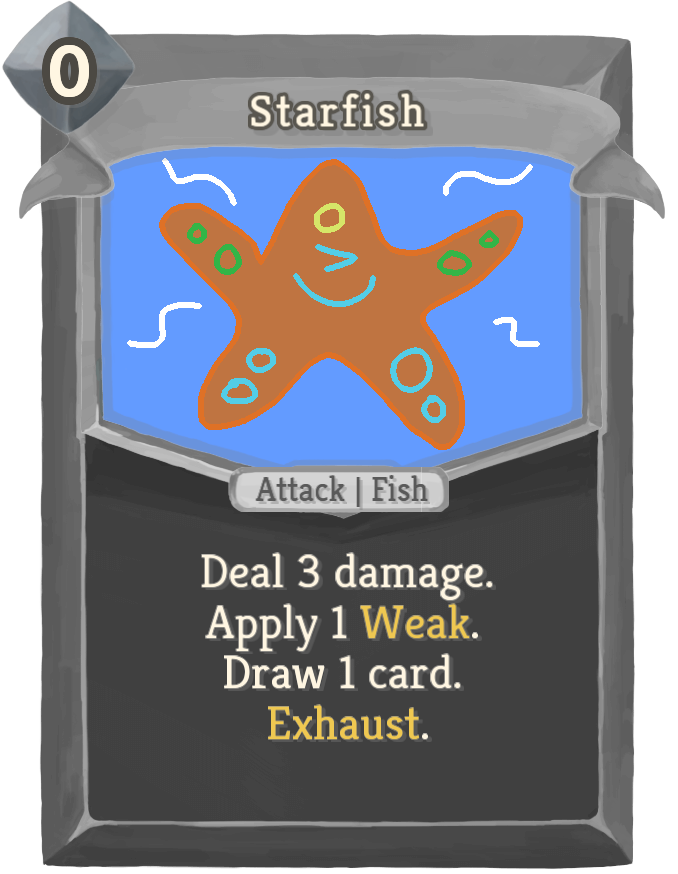 0
Starfish
Attack | Fish
Deal 3 damage.
Apply 1 Weak.
Draw 1 card.
Exhaust.